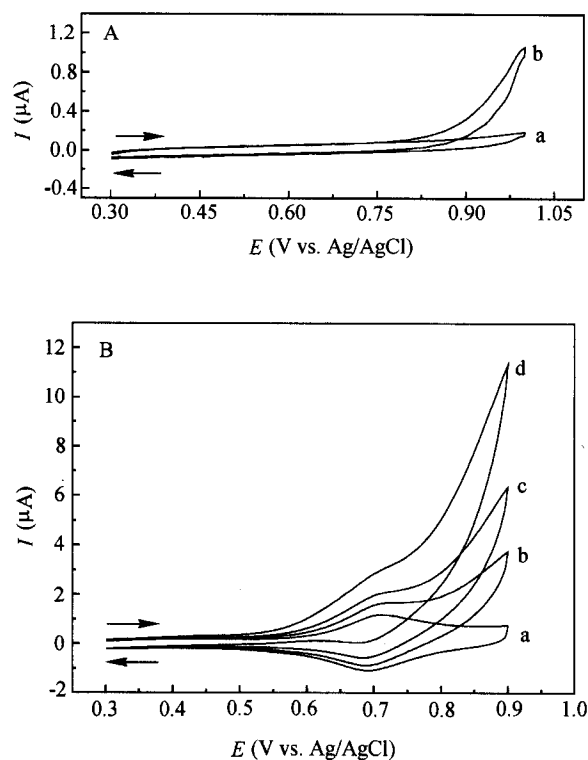 A
1.2
0.8
0.4
0.0
-0.4
I (μA)
b
a
0.30 0.45 0.60 0.75 0.90 1.05
E (V vs. Ag/AgCl)
B
12
10
8
6
4
2
0
-2
I (μA)
d
c
b
a
0.3 0.4 0.5 0.6 0.7 0.8 0.9 1.0
E (V vs. Ag/AgCl)